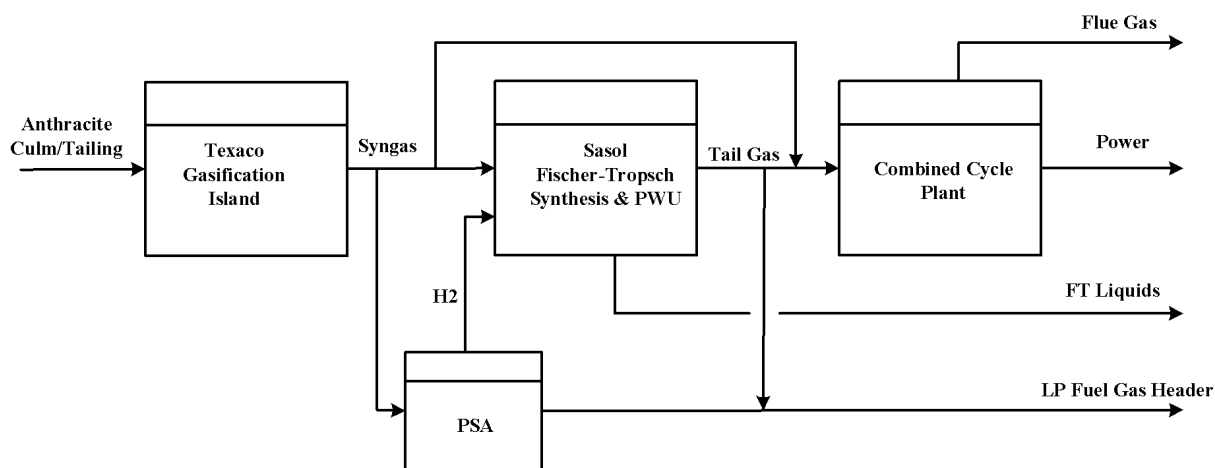 Flue Gas
Anthracite
Culm/Tailing
Texaco
Gasification
Island
Syngas
Sasol
Fischer-Tropsch
Synthesis & PWU
Tail Gas
Combined Cycle
Plant
Power
H2
FT Liquids
PSA
LP Fuel Gas Header